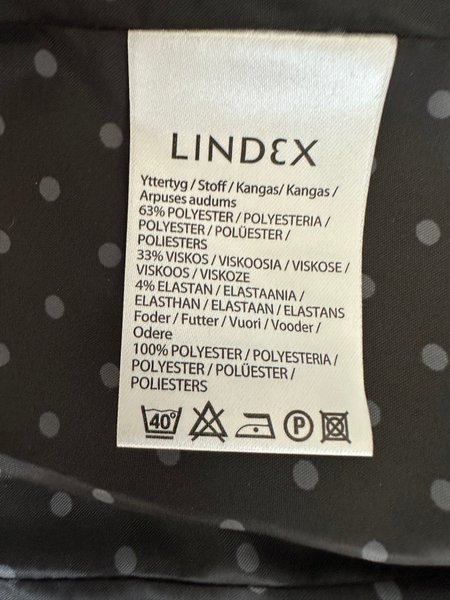 LINDEX
Yttertyg / Stoff / Kangas/ Kangas /
Arpuses audums
63% POLYESTER / POLYESTERIA /
POLYESTER / POLÜESTER /
POLIESTERS
33% VISKOS / VISKOOSIA / VISKOSE /
VISKOOS / VISKOZE
4% ELASTAN / ELASTAANIA /
ELASTHAN / ELASTAAN / ELASTANS
Foder / Futter / Vuori / Vooder /
Odere
100% POLYESTER / POLYESTERIA /
POLYESTER / POLÜESTER /
POLIESTERS
40° P